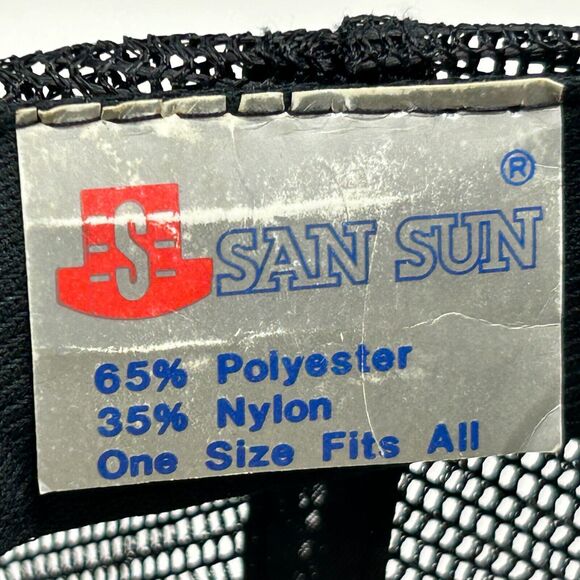 ®
-S-
SAN SUN
65% Polyester
35% Nylon
One Size Fits All